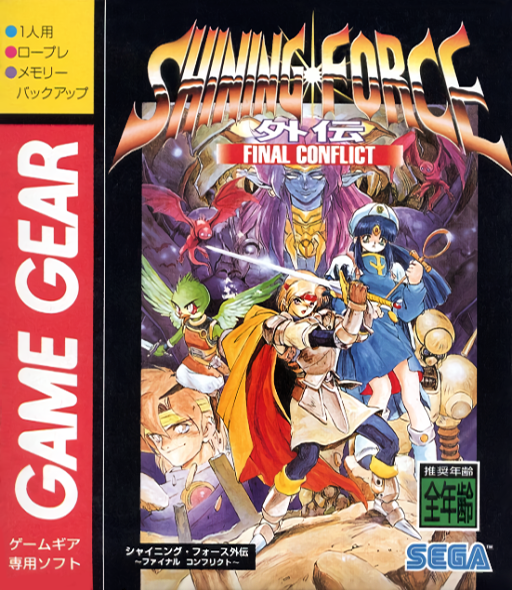 1人用
ロープレ
メモリー
バックアップ
SHINING FORCE
外伝
FINAL CONFLICT
GAME GEAR
ゲームギア
専用ソフト
シャイニング・フォース外伝
~ファイナル コンフリクト~
推奨年齢
全年齢
SEGA™